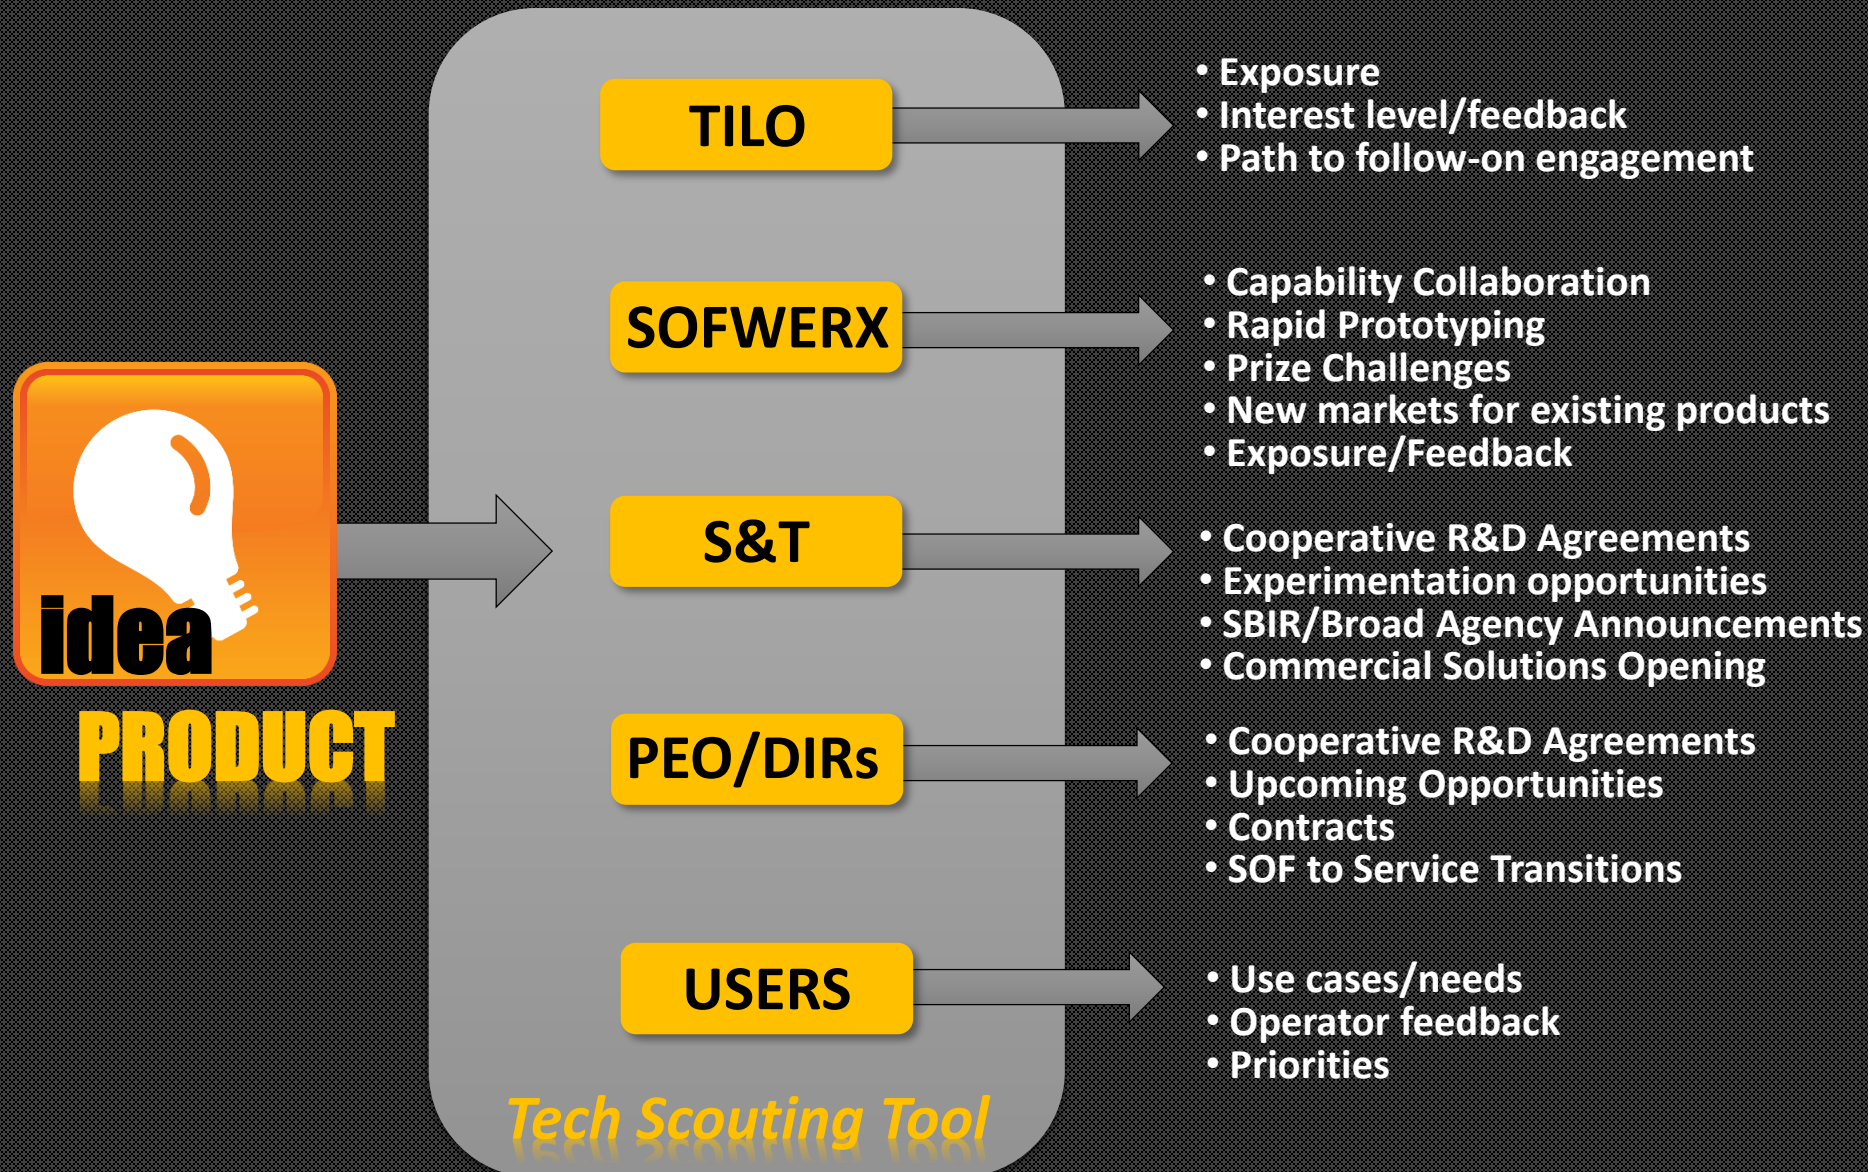 TILO
• Exposure
• Interest level/feedback
• Path to follow-on engagement
SOFWERX
• Capability Collaboration
• Rapid Prototyping
• Prize Challenges
• New markets for existing products
• Exposure/Feedback
idea
PRODUCT
S&T
• Cooperative R&D Agreements
• Experimentation opportunities
• SBIR/Broad Agency Announcements
• Commercial Solutions Opening
PEO/DIRs
• Cooperative R&D Agreements
• Upcoming Opportunities
• Contracts
• SOF to Service Transitions
USERS
• Use cases/needs
• Operator feedback
• Priorities
Tech Scouting Tool